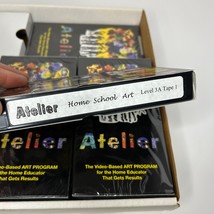 Atelier
Home School Art Level 3A Tape 1
Atelier
The Video-Based ART PROGRAM
for the Home Educator
That Gets Results
Atelier
The Video-Based ART PROGRAM
for the Home Educator
That Gets Results